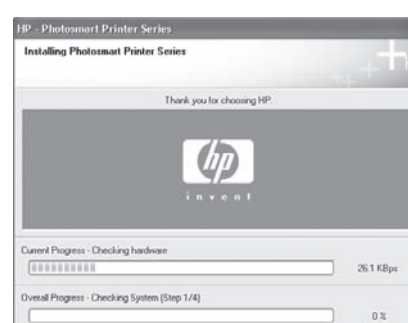 HP - Photosmart Printer Series
Installing Photosmart Printer Series
Thank you for choosing HP.
hp
invent
Current Progress - Checking hardware
26.1 KBps
Overall Progress - Checking System (Step 1/4)
0 %